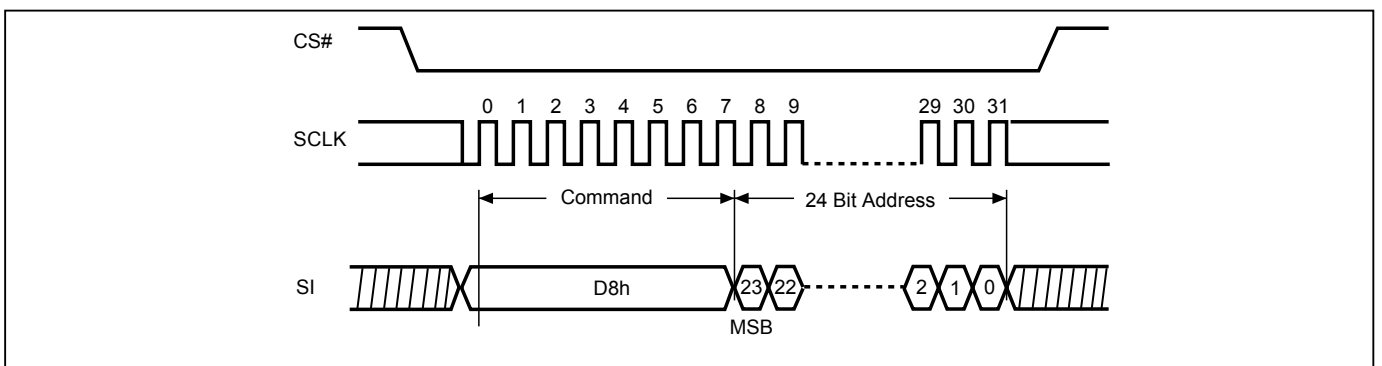 CS#
0 1 2 3 4 5 6 7 8 9 29 30 31
SCLK
Command 24 Bit Address
SI D8h 23 22 2 1 0
MSB